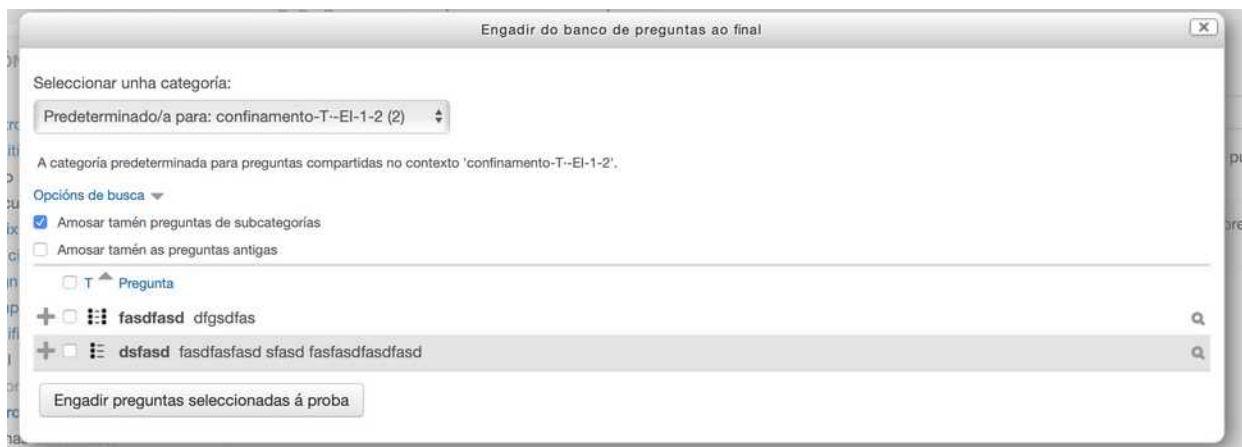 Engadir do banco de preguntas ao final
Seleccionar unha categoría:
Predeterminado/a para: confinamento-T--EI-1-2 (2)
A categoría predeterminada para preguntas compartidas no contexto 'confinamento-T--EI-1-2'.
Opcións de busca
Amosar tamén preguntas de subcategorías
Amosar tamén as preguntas antigas
T Pregunta
fasdfasd dfgsdfas
dsfasd fasdfasfasd sfasd fasfasdfasdfasd
Engadir preguntas seleccionadas á proba